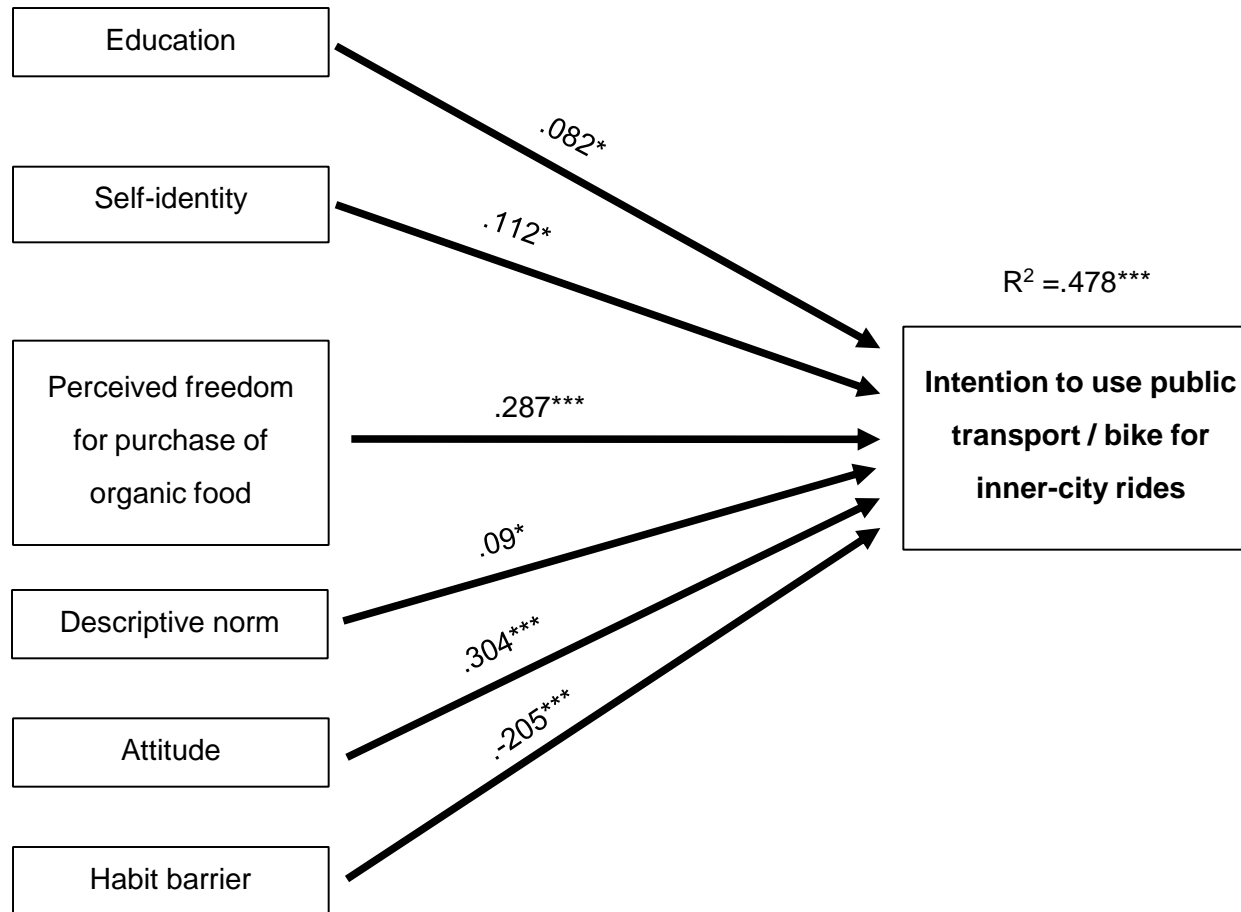 Education
.082*
Self-identity
.112*
R² =.478***
Perceived freedom
for purchase of
organic food
.287***
Intention to use public
transport / bike for
inner-city rides
.09*
Descriptive norm
.304***
Attitude
.-205***
Habit barrier